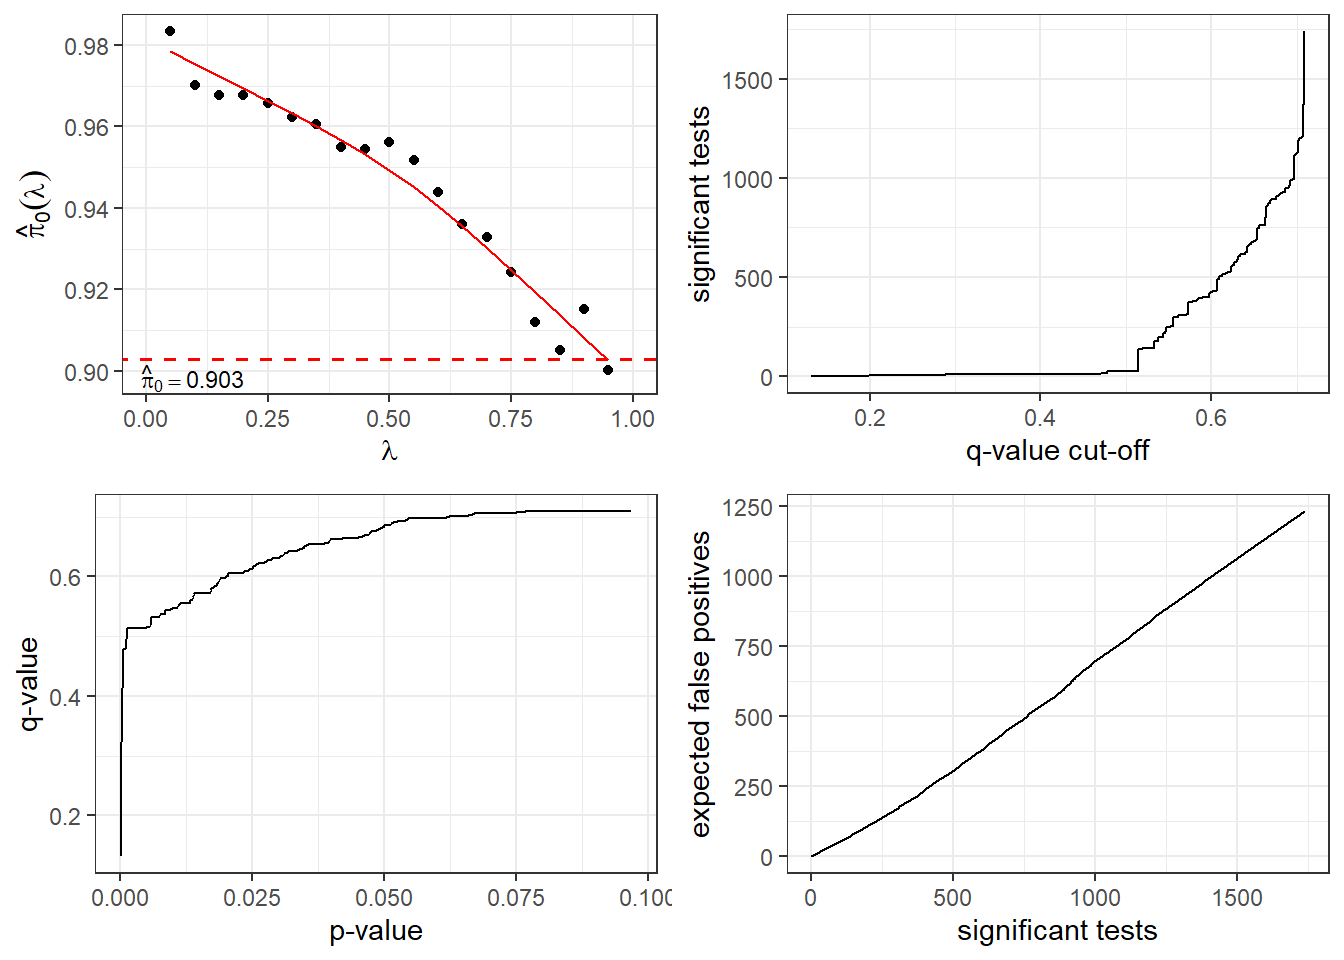 0.98
0.96
0.94
0.92
0.90
π̂0(λ)
π̂0 = 0.903
0.00 0.25 0.50 0.75 1.00
λ
1500
1000
500
0
significant tests
0.2 0.4 0.6
q-value cut-off
0.6
0.4
0.2
q-value
0.000 0.025 0.050 0.075 0.100
p-value
1250
1000
750
500
250
0
expected false positives
0 500 1000 1500
significant tests